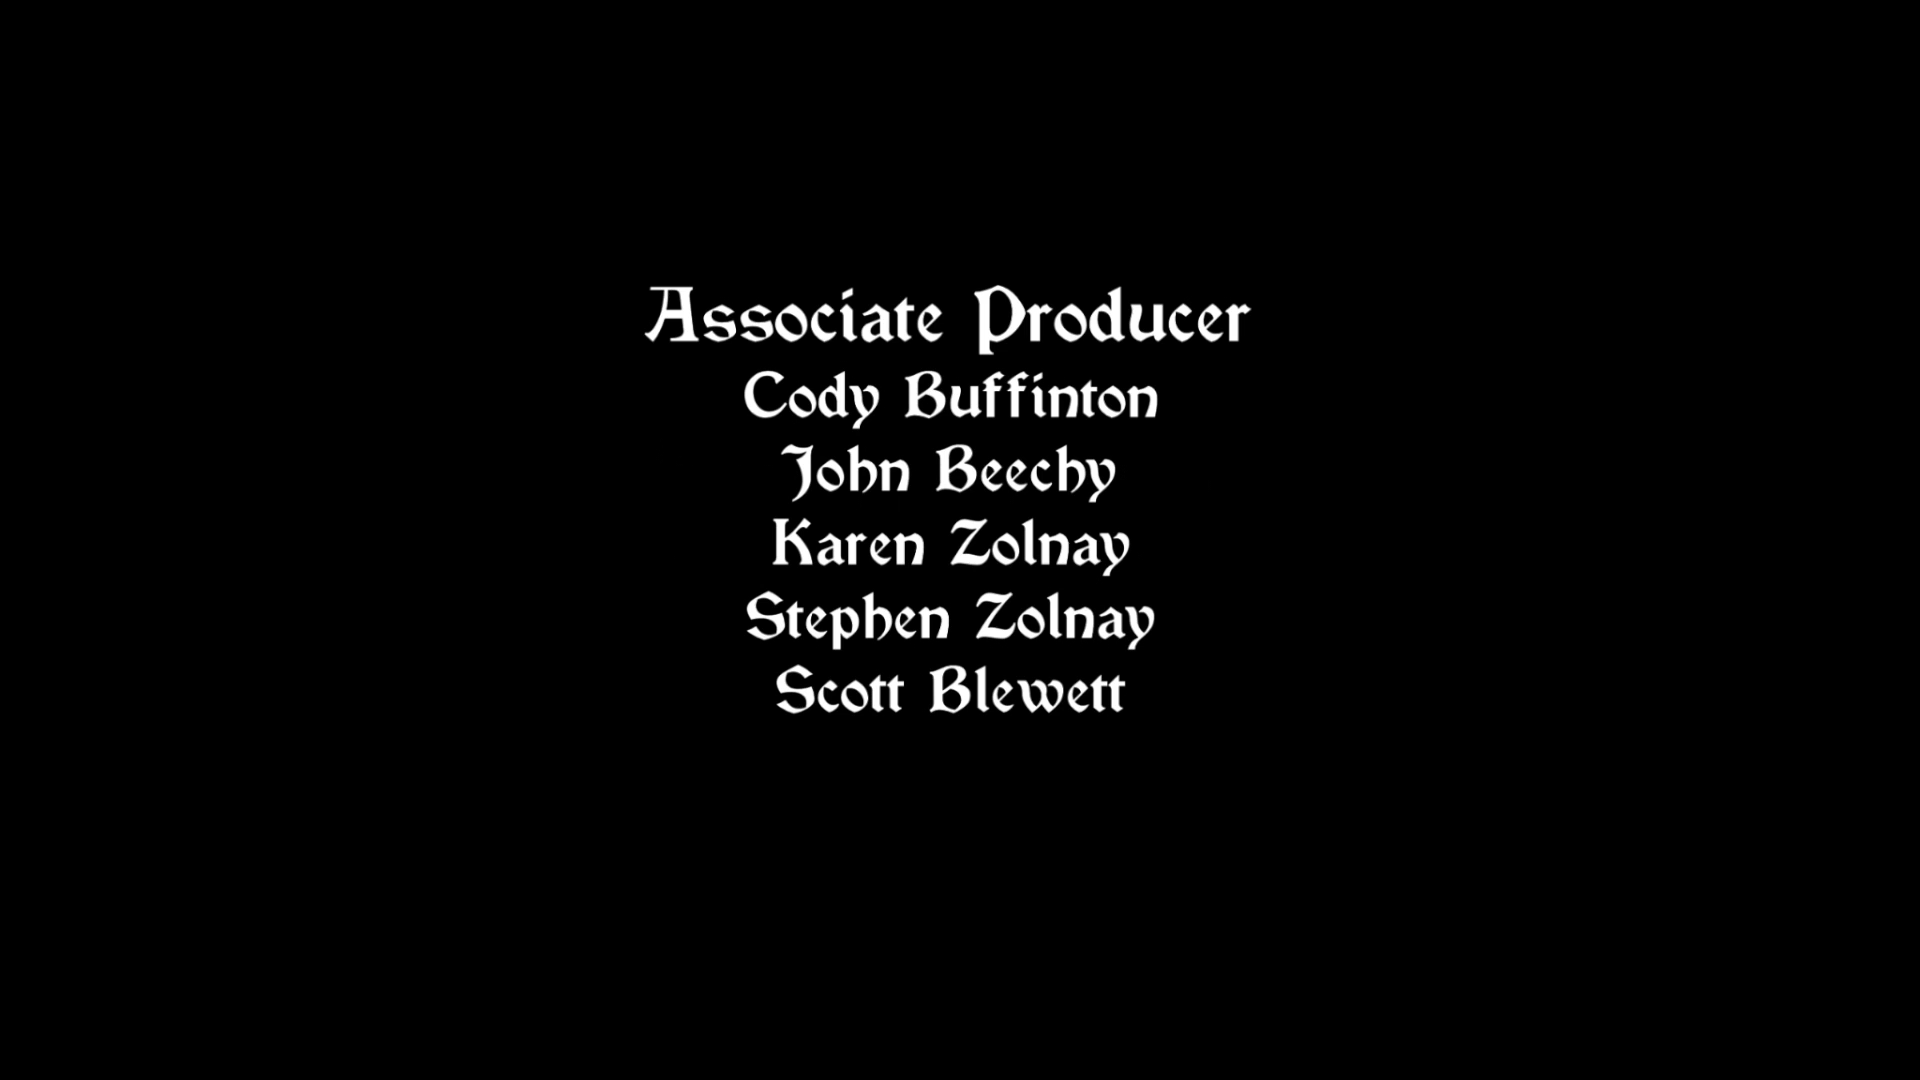 Associate Producer
Cody Buffinton
John Beechy
Karen Zolnay
Stephen Zolnay
Scott Blewett